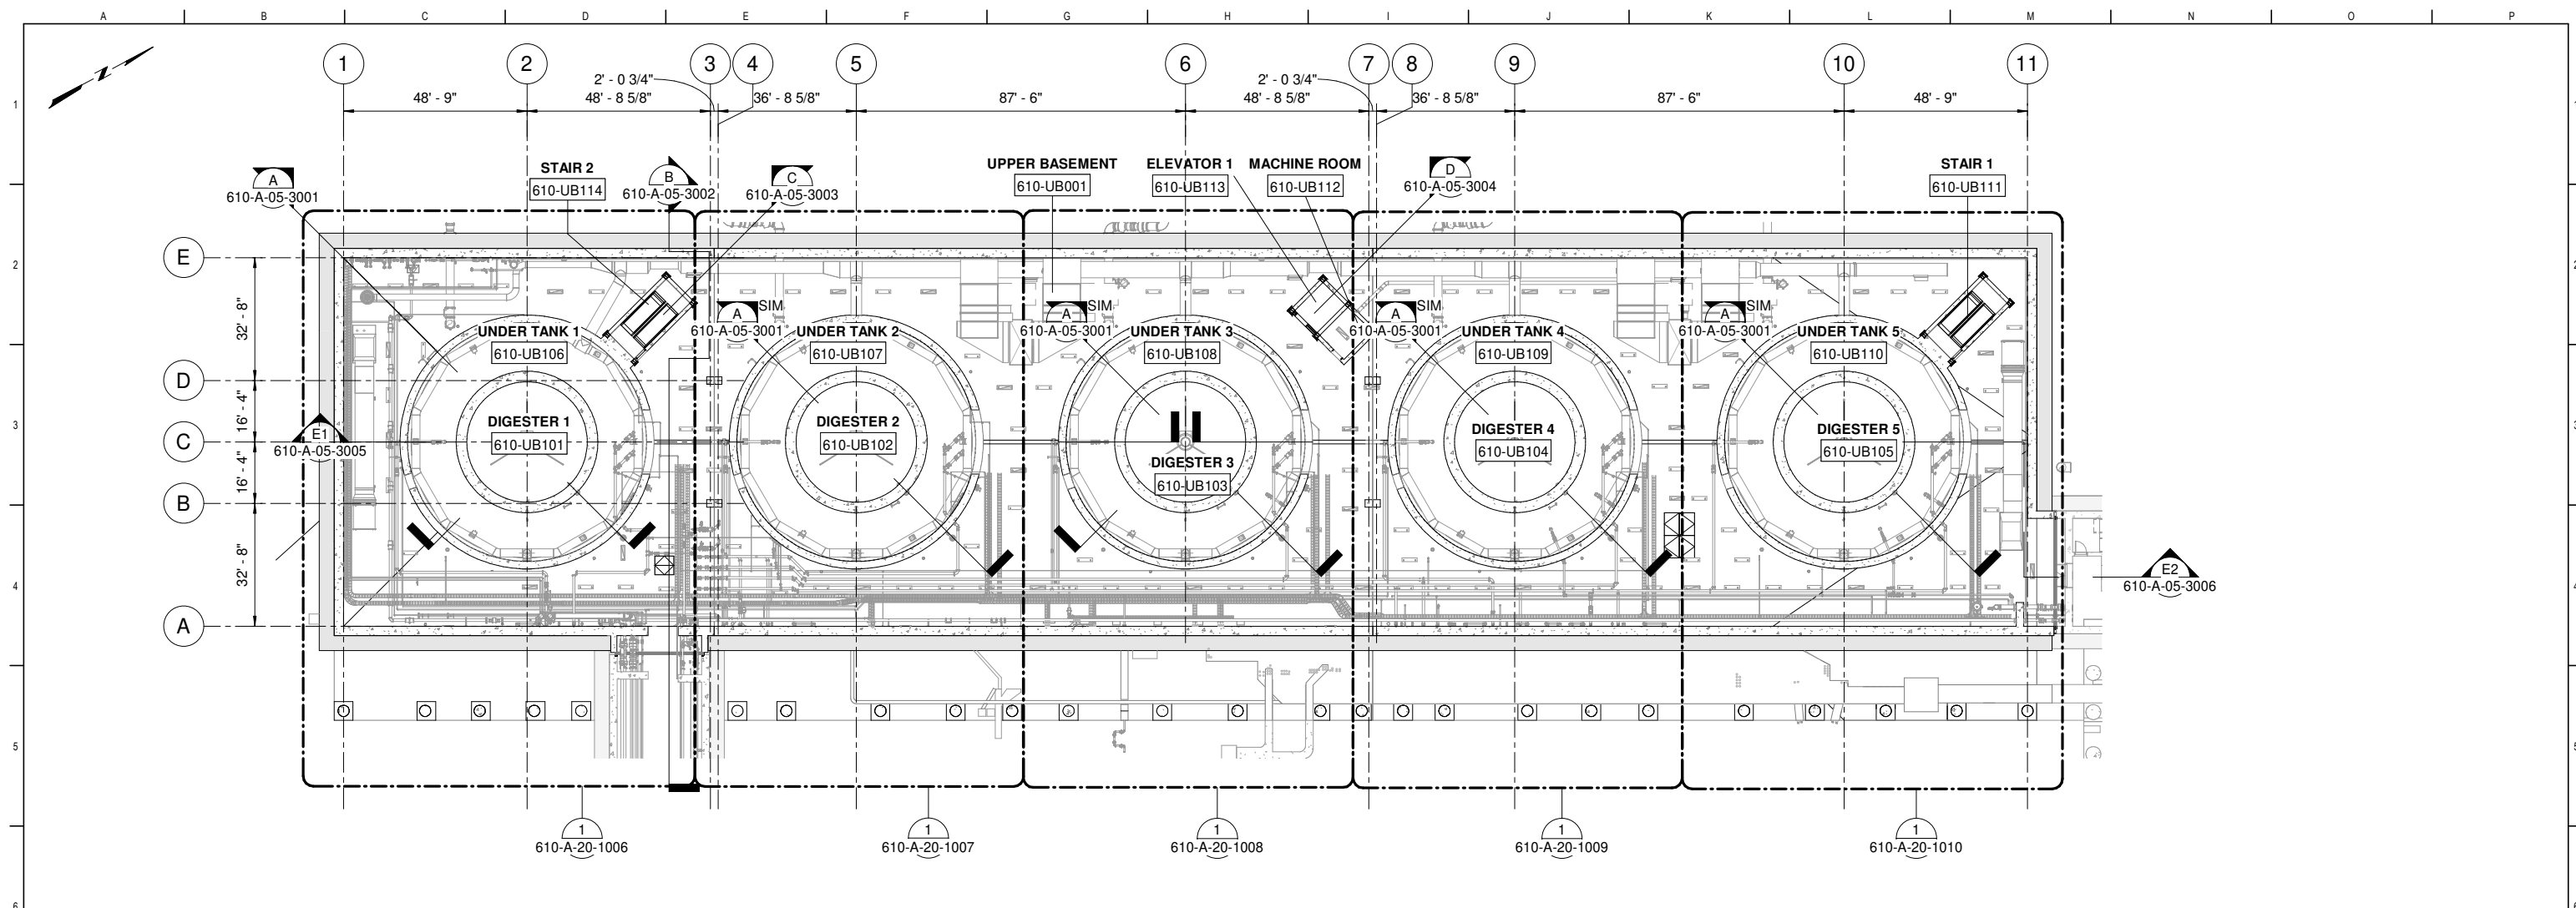 A B C D E F G H I J K L M N O P
N
1 2 3 4 5 6 7 8 9 10 11
2' - 0 3/4" 2' - 0 3/4"
48' - 9" 48' - 8 5/8" 36' - 8 5/8" 87' - 6" 48' - 8 5/8" 36' - 8 5/8" 87' - 6" 48' - 9"
1
STAIR 2 UPPER BASEMENT ELEVATOR 1 MACHINE ROOM STAIR 1
A B C D
610-UB114 610-UB001 610-UB113 610-UB112 610-UB111
610-A-05-3001 610-A-05-3002 610-A-05-3003 610-A-05-3004
E
2
A SIM A SIM A SIM A SIM
610-A-05-3001 610-A-05-3001 610-A-05-3001 610-A-05-3001
32' - 8"
UNDER TANK 1 UNDER TANK 2 UNDER TANK 3 UNDER TANK 4 UNDER TANK 5
610-UB106 610-UB107 610-UB108 610-UB109 610-UB110
D
16' - 4"
DIGESTER 1 DIGESTER 2 DIGESTER 4 DIGESTER 5
3
E1
610-A-05-3005
C
610-UB101 610-UB102 610-UB104 610-UB105
DIGESTER 3
610-UB103
16' - 4"
B
32' - 8"
4
E2
610-A-05-3006
A
5
1 1 1 1 1
610-A-20-1006 610-A-20-1007 610-A-20-1008 610-A-20-1009 610-A-20-1010
6